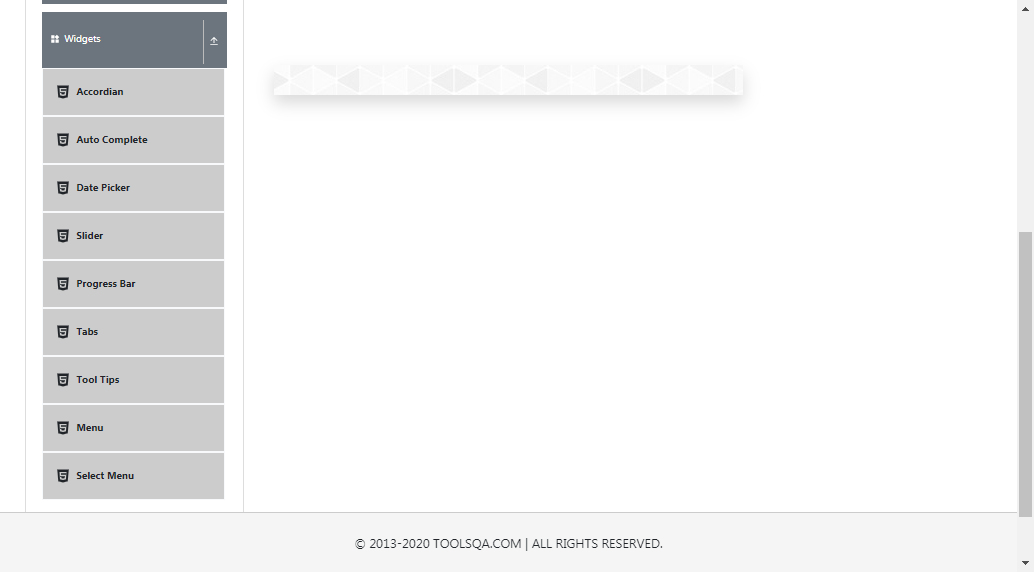 Widgets
Accordian
Auto Complete
Date Picker
Slider
Progress Bar
Tabs
Tool Tips
Menu
Select Menu
© 2013-2020 TOOLSQA.COM | ALL RIGHTS RESERVED.